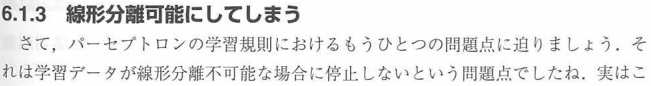 6.1.3 線形分離可能にしてしまう
さて，パーセプトロンの学習規則におけるもうひとつの問題点に迫りましょう．そ
れは学習データが線形分離不可能な場合に停止しないという問題点でしたね．実はこ